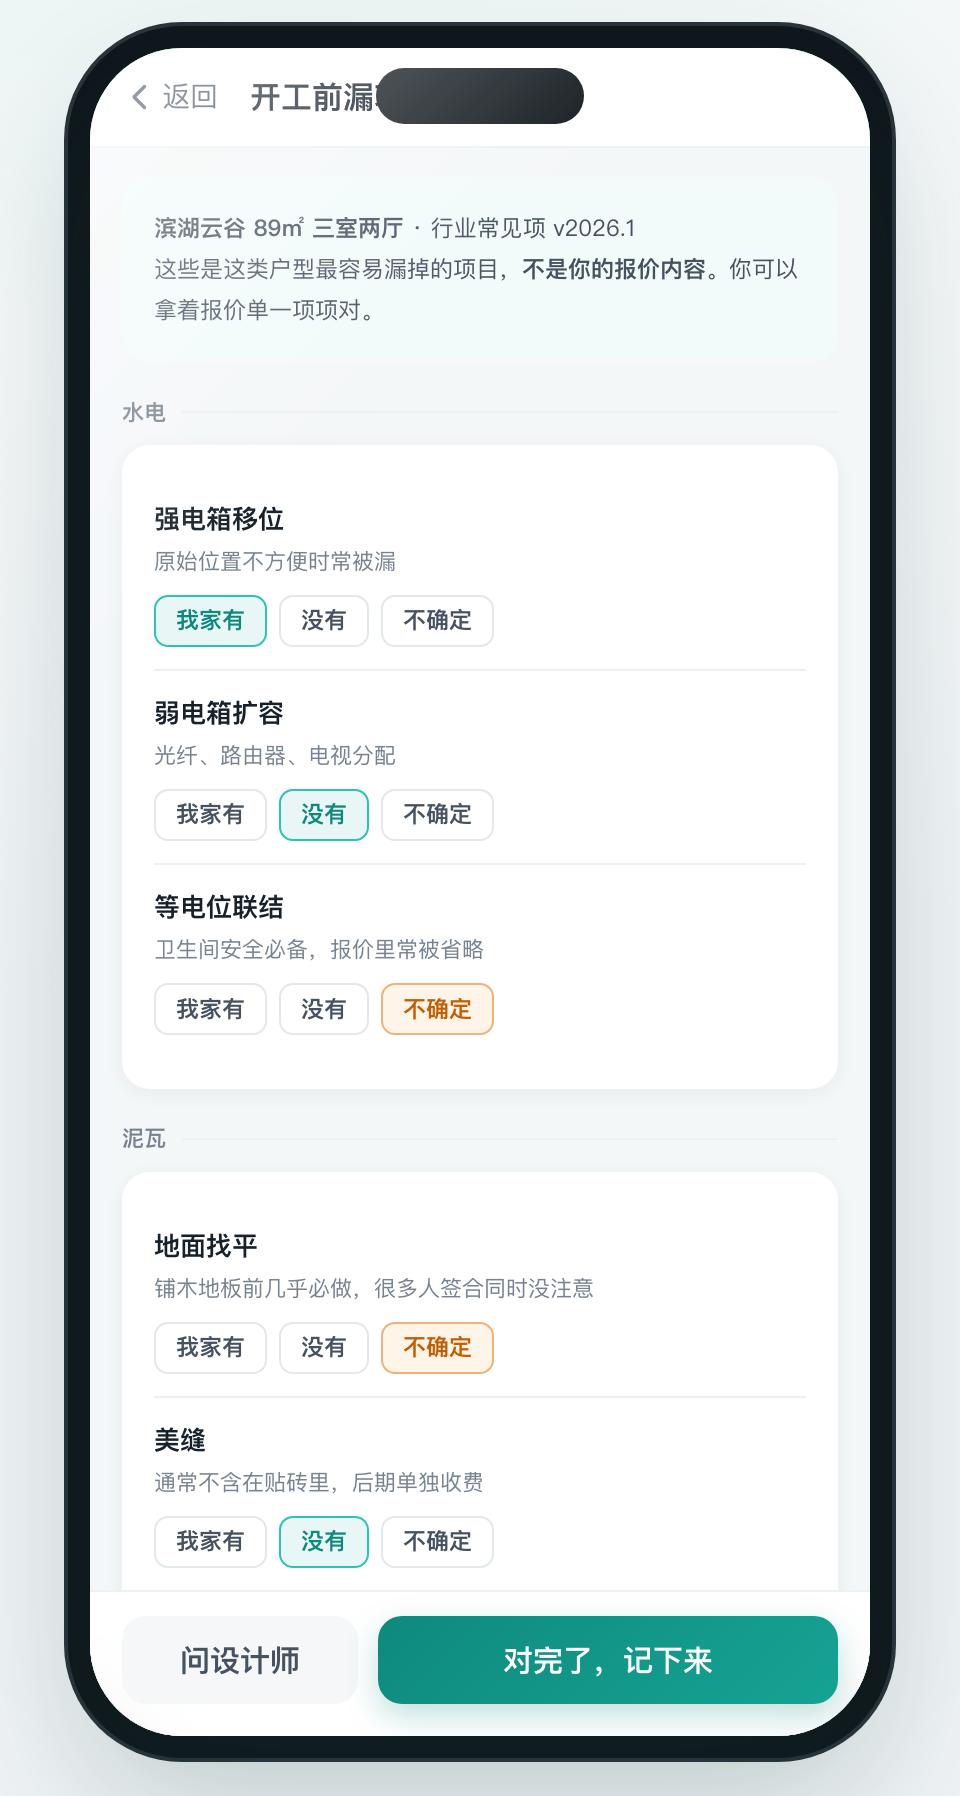 返回 开工前漏
滨湖云谷 89㎡ 三室两厅 · 行业常见项 v2026.1
这些是这类户型最容易漏掉的项目，不是你的报价内容。你可以
拿着报价单一项项对。
水电
强电箱移位
原始位置不方便时常被漏
我家有 没有 不确定
弱电箱扩容
光纤、路由器、电视分配
我家有 没有 不确定
等电位联结
卫生间安全必备，报价里常被省略
我家有 没有 不确定
泥瓦
地面找平
铺木地板前几乎必做，很多人签合同时没注意
我家有 没有 不确定
美缝
通常不含在贴砖里，后期单独收费
我家有 没有 不确定
问设计师 对完了，记下来